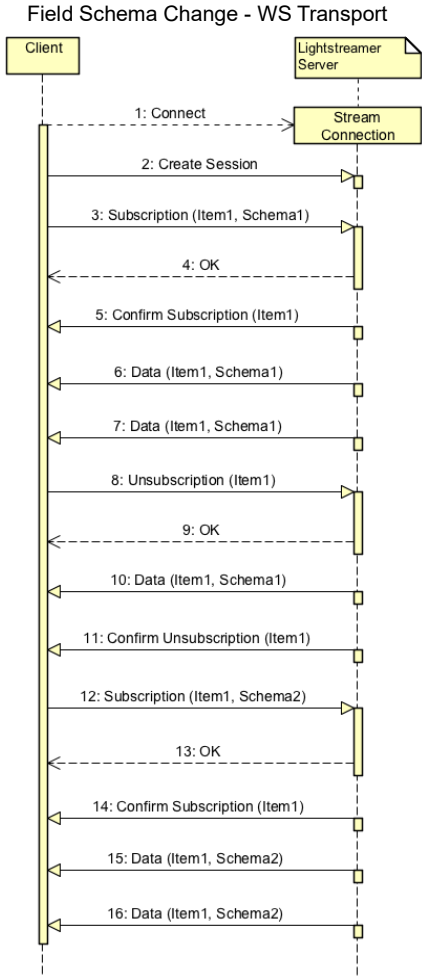 Field Schema Change - WS Transport
Client
Lightstreamer
Server
1: Connect
Stream
Connection
2: Create Session
3: Subscription (Item1, Schema1)
4: OK
5: Confirm Subscription (Item1)
6: Data (Item1, Schema1)
7: Data (Item1, Schema1)
8: Unsubscription (Item1)
9: OK
10: Data (Item1, Schema1)
11: Confirm Unsubscription (Item1)
12: Subscription (Item1, Schema2)
13: OK
14: Confirm Subscription (Item1)
15: Data (Item1, Schema2)
16: Data (Item1, Schema2)